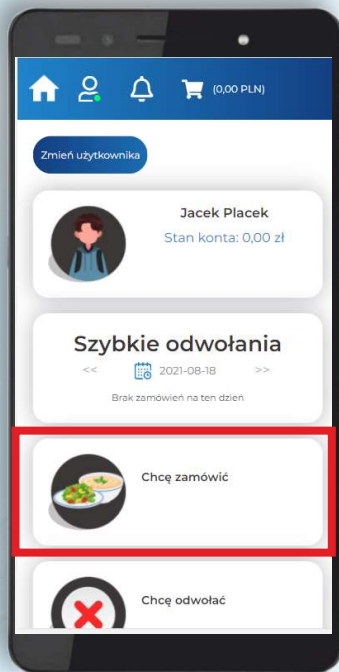 (0,00 PLN)
Zmień użytkownika
Jacek Placek
Stan konta: 0,00 zł
Szybkie odwołania
<< 2021-08-18 >>
Brak zamówień na ten dzień
Chcę zamówić
Chcę odwołać